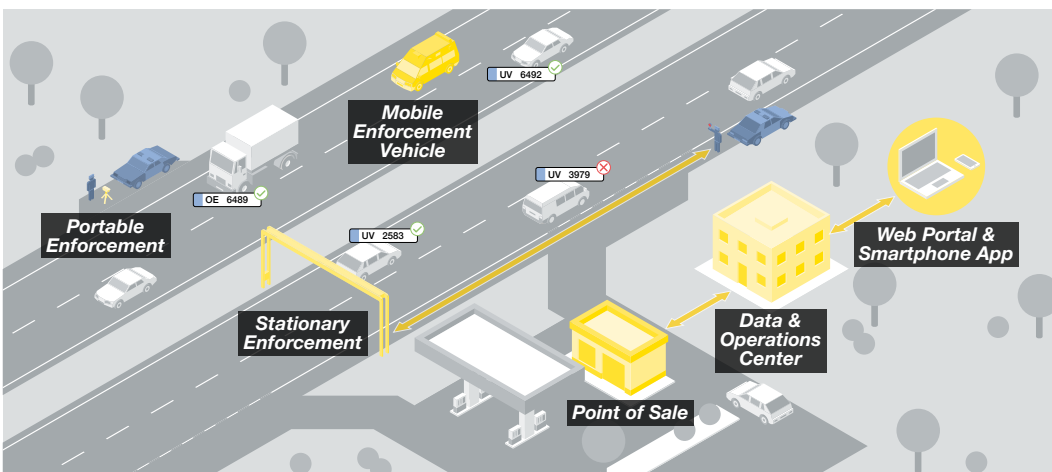 UV 6492
Mobile
Enforcement
Vehicle
UV 3979
OE 6489
Portable
Enforcement
UV 2583
Web Portal &
Smartphone App
Stationary
Enforcement
Data &
Operations
Center
Point of Sale